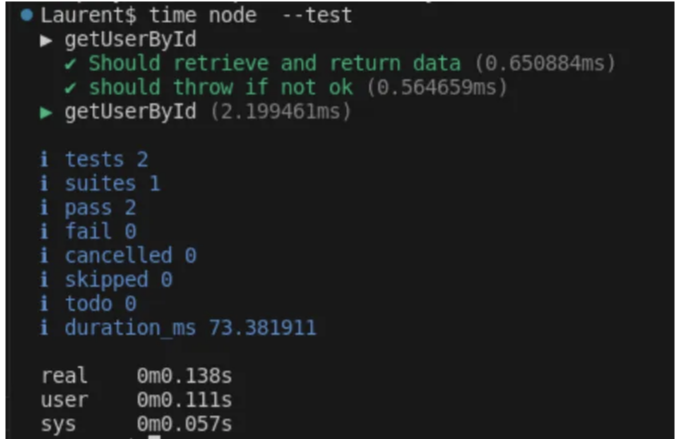 Laurent$ time node  --test
▶ getUserById
✔ Should retrieve and return data (0.650884ms)
✔ should throw if not ok (0.564659ms)
▶ getUserById (2.199461ms)
ℹ tests 2
ℹ suites 1
ℹ pass 2
ℹ fail 0
ℹ cancelled 0
ℹ skipped 0
ℹ todo 0
ℹ duration_ms 73.381911
real    0m0.138s
user    0m0.111s
sys     0m0.057s